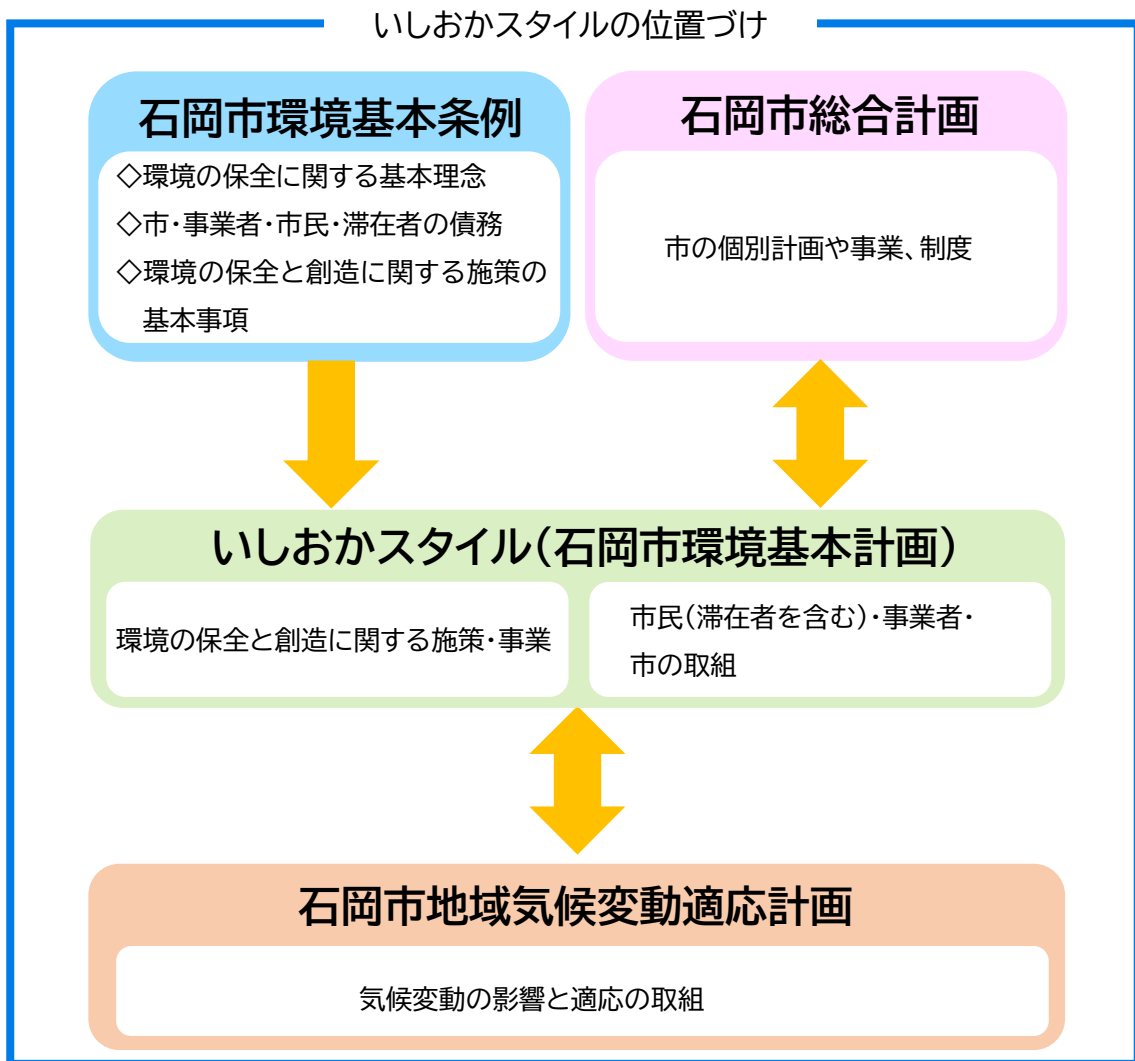 いしおかスタイルの位置づけ
石岡市環境基本条例
◇環境の保全に関する基本理念
◇市・事業者・市民・滞在者の債務
◇環境の保全と創造に関する施策の
基本事項
石岡市総合計画
市の個別計画や事業、制度
いしおかスタイル(石岡市環境基本計画)
環境の保全と創造に関する施策・事業
市民(滞在者を含む)・事業者・
市の取組
石岡市地域気候変動適応計画
気候変動の影響と適応の取組